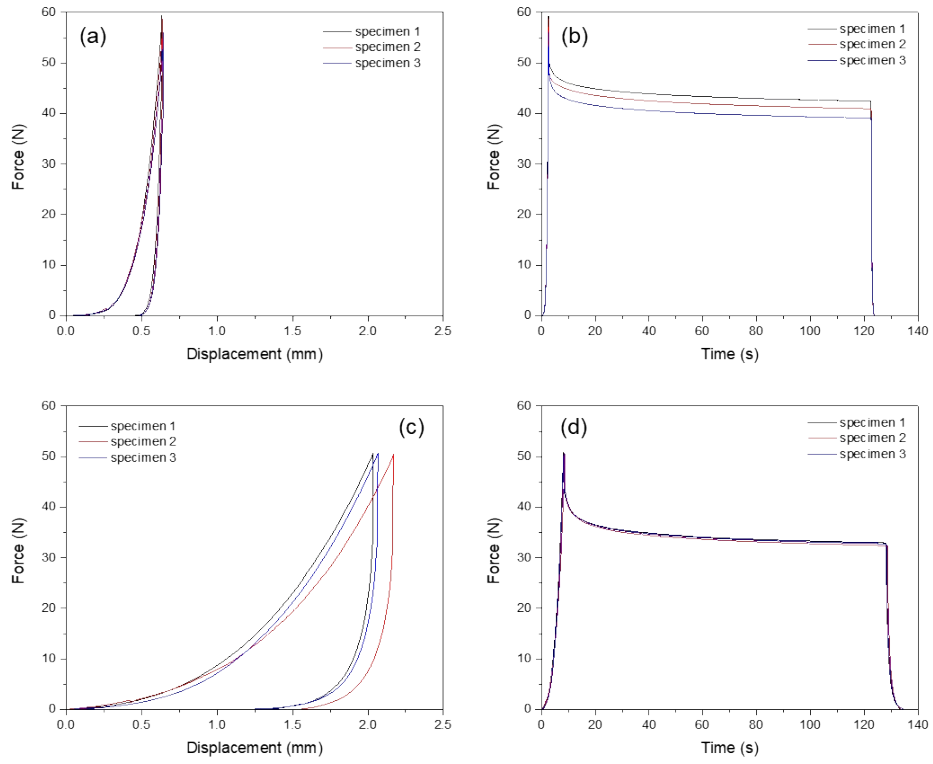 (a)
specimen 1
specimen 2
specimen 3
60
50
40
30
20
10
0
Force (N)
0.0 0.5 1.0 1.5 2.0 2.5
Displacement (mm)
(b)
specimen 1
specimen 2
specimen 3
60
50
40
30
20
10
0
Force (N)
0 20 40 60 80 100 120 140
Time (s)
(c)
specimen 1
specimen 2
specimen 3
60
50
40
30
20
10
0
Force (N)
0.0 0.5 1.0 1.5 2.0 2.5
Displacement (mm)
(d)
specimen 1
specimen 2
specimen 3
60
50
40
30
20
10
0
Force (N)
0 20 40 60 80 100 120 140
Time (s)